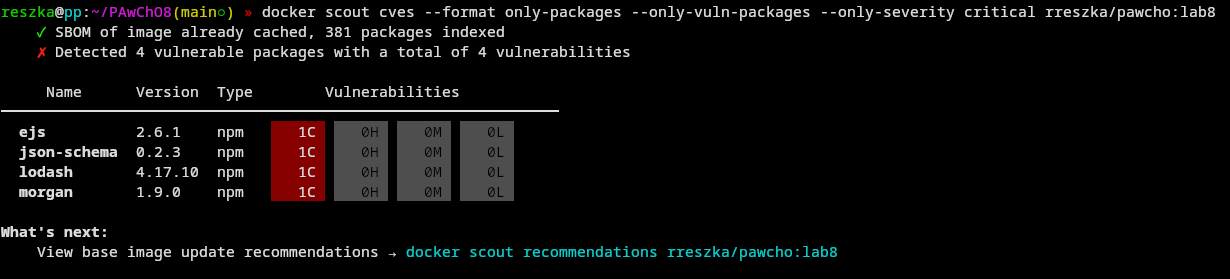 reszka@pp:~/PAwChO8(main○) » docker scout cves --format only-packages --only-vuln-packages --only-severity critical rreszka/pawcho:lab8
✓ SBOM of image already cached, 381 packages indexed
✗ Detected 4 vulnerable packages with a total of 4 vulnerabilities
Name Version Type Vulnerabilities
ejs 2.6.1 npm 1C 0H 0M 0L
json-schema 0.2.3 npm 1C 0H 0M 0L
lodash 4.17.10 npm 1C 0H 0M 0L
morgan 1.9.0 npm 1C 0H 0M 0L
What's next:
View base image update recommendations → docker scout recommendations rreszka/pawcho:lab8